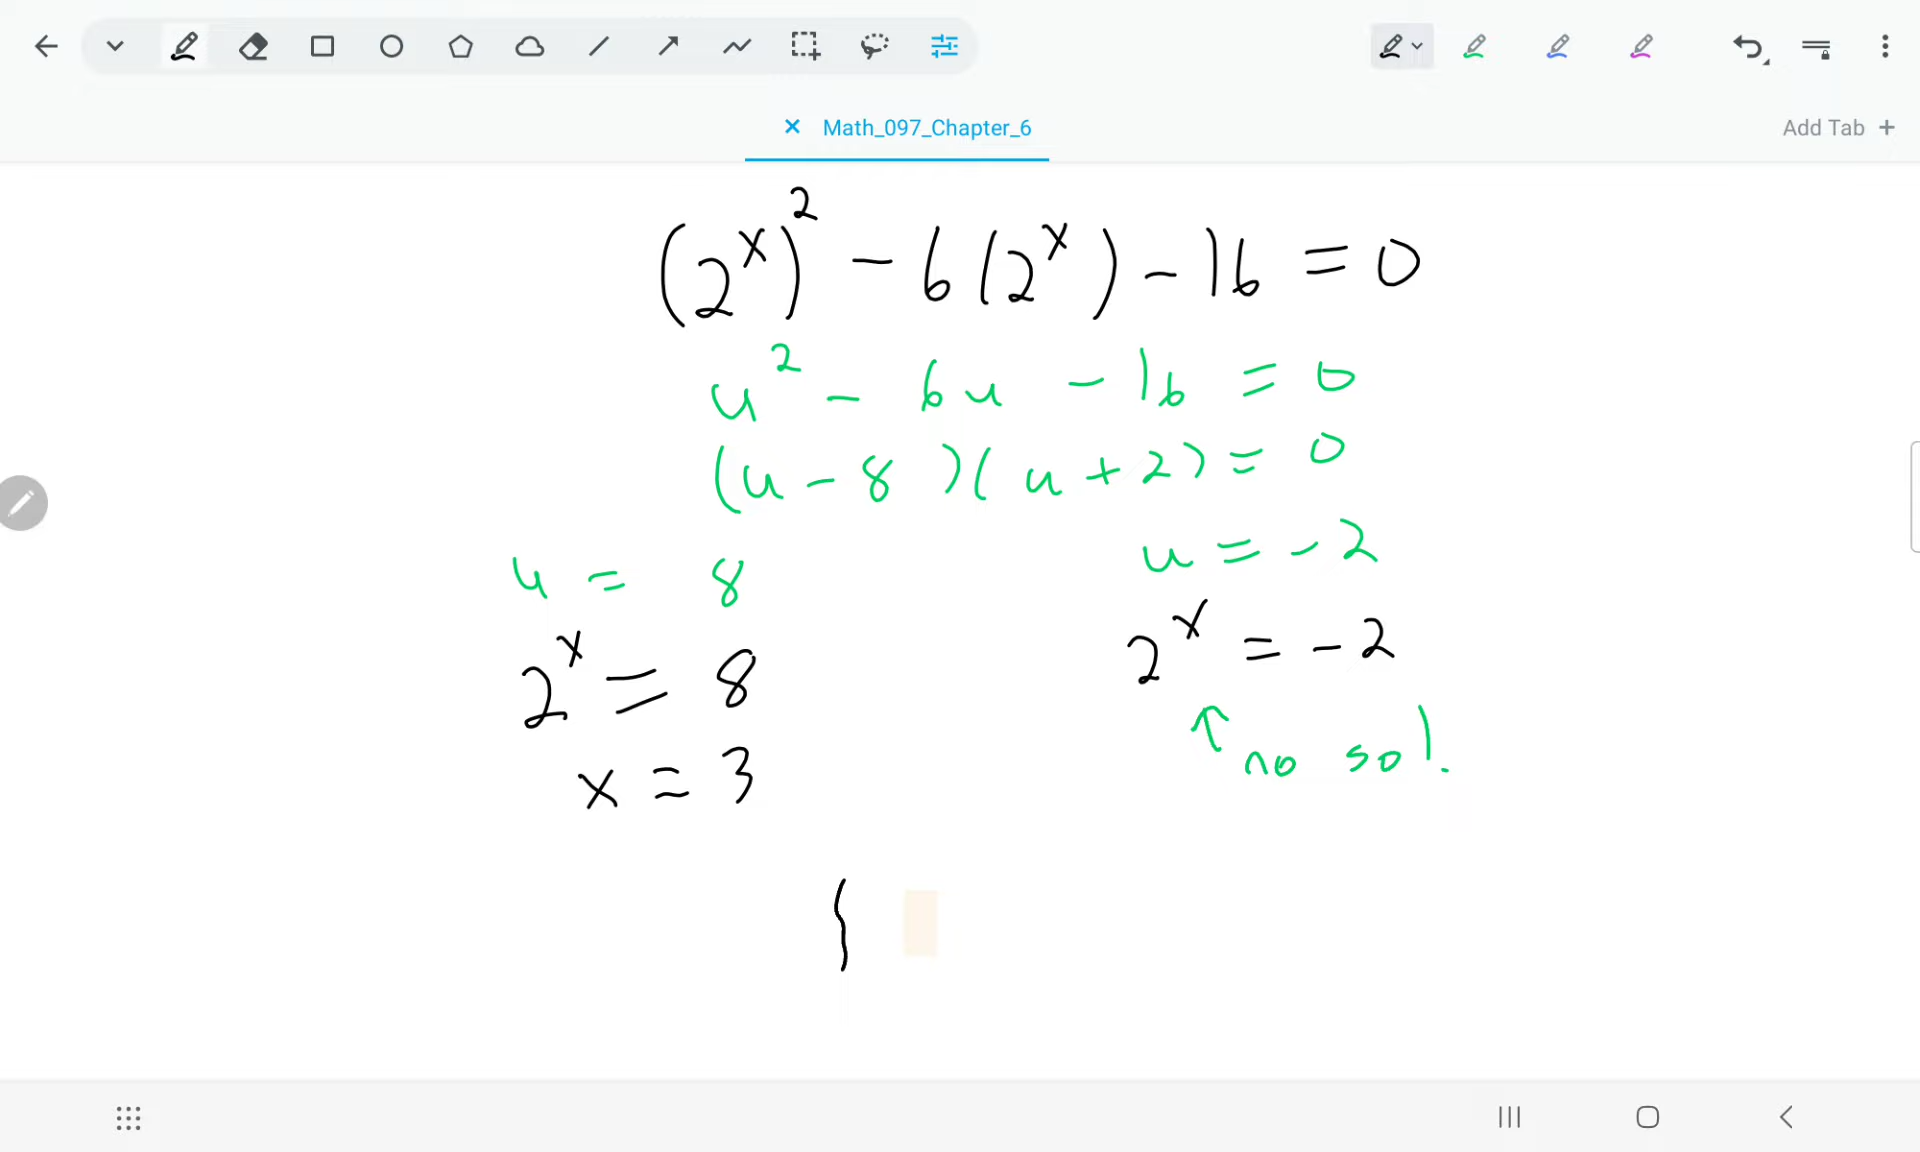 Math_097_Chapter_6
Add Tab +
(2^x)^2 - 6(2^x) - 16 = 0
u^2 - 6u - 16 = 0
(u - 8)(u + 2) = 0
u = 8
u = -2
2^x = 8
2^x = -2
x = 3
↑ no sol.
{